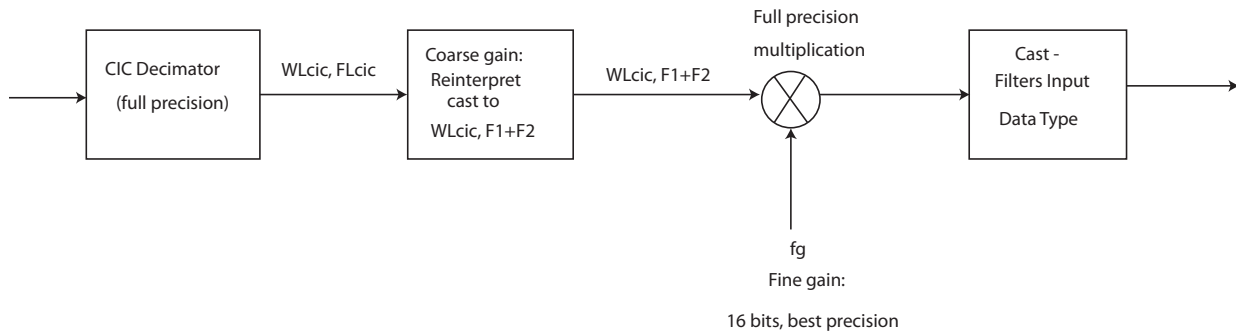 CIC Decimator
(full precision)
WLcic, FLcic
Coarse gain:
Reinterpret
cast to
WLcic, F1+F2
WLcic, F1+F2
Full precision
multiplication
Cast -
Filters Input
Data Type
fg
Fine gain:
16 bits, best precision